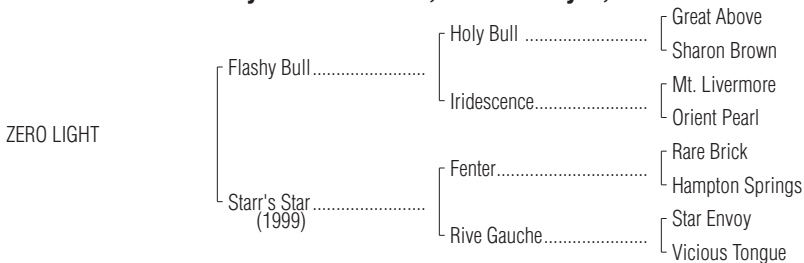 Great Above
Holy Bull ..........................
Sharon Brown
Flashy Bull........................
Mt. Livermore
Iridescence........................
Orient Pearl
ZERO LIGHT
Rare Brick
Fenter................................
Hampton Springs
Starr's Star ........................
(1999)
Star Envoy
Rive Gauche......................
Vicious Tongue